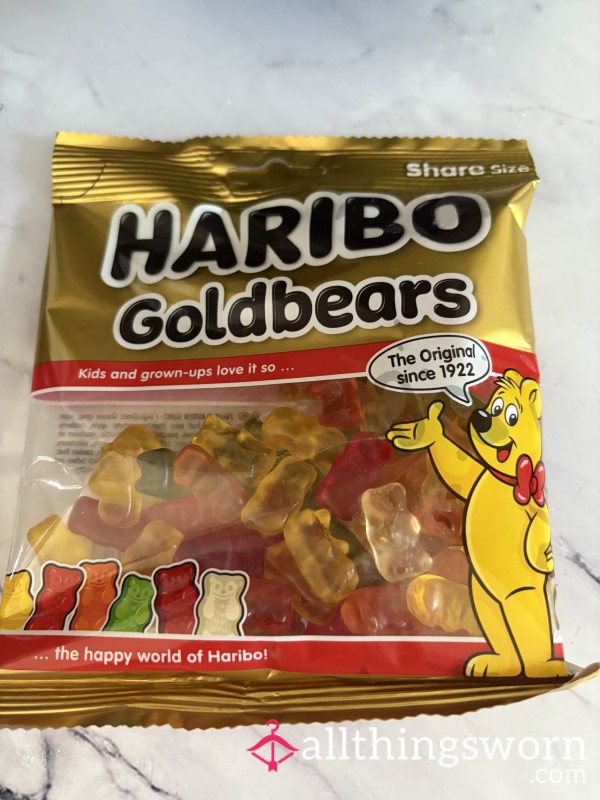 Share Size
HARIBO
Goldbears
Kids and grown-ups love it so ...
The Original
since 1922
... the happy world of Haribo!
allthingsworn
.com